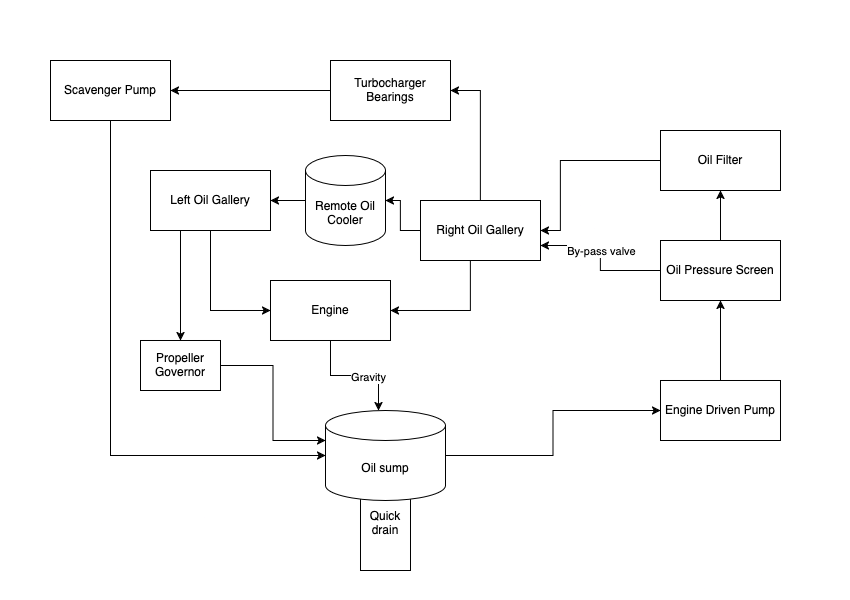 Scavenger Pump
Turbocharger
Bearings
Oil Filter
Left Oil Gallery
Remote Oil
Cooler
Right Oil Gallery
By-pass valve
Oil Pressure Screen
Engine
Propeller
Governor
Gravity
Engine Driven Pump
Oil sump
Quick
drain